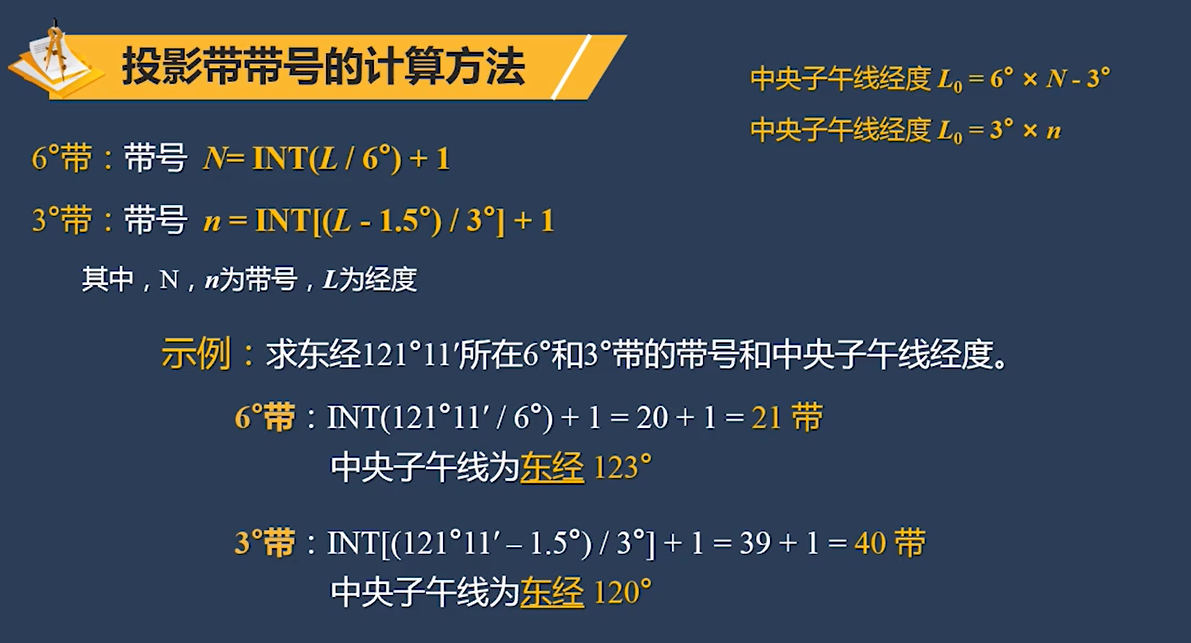 投影带带号的计算方法
中央子午线经度 L₀ = 6° × N - 3°
中央子午线经度 L₀ = 3° × n
6°带：带号 N= INT(L / 6°) + 1
3°带：带号 n = INT[(L - 1.5°) / 3°] + 1
其中，N，n为带号，L为经度
示例：求东经121°11′所在6°和3°带的带号和中央子午线经度。
6°带：INT(121°11′ / 6°) + 1 = 20 + 1 = 21 带
中央子午线为东经 123°
3°带：INT[(121°11′ – 1.5°) / 3°] + 1 = 39 + 1 = 40 带
中央子午线为东经 120°